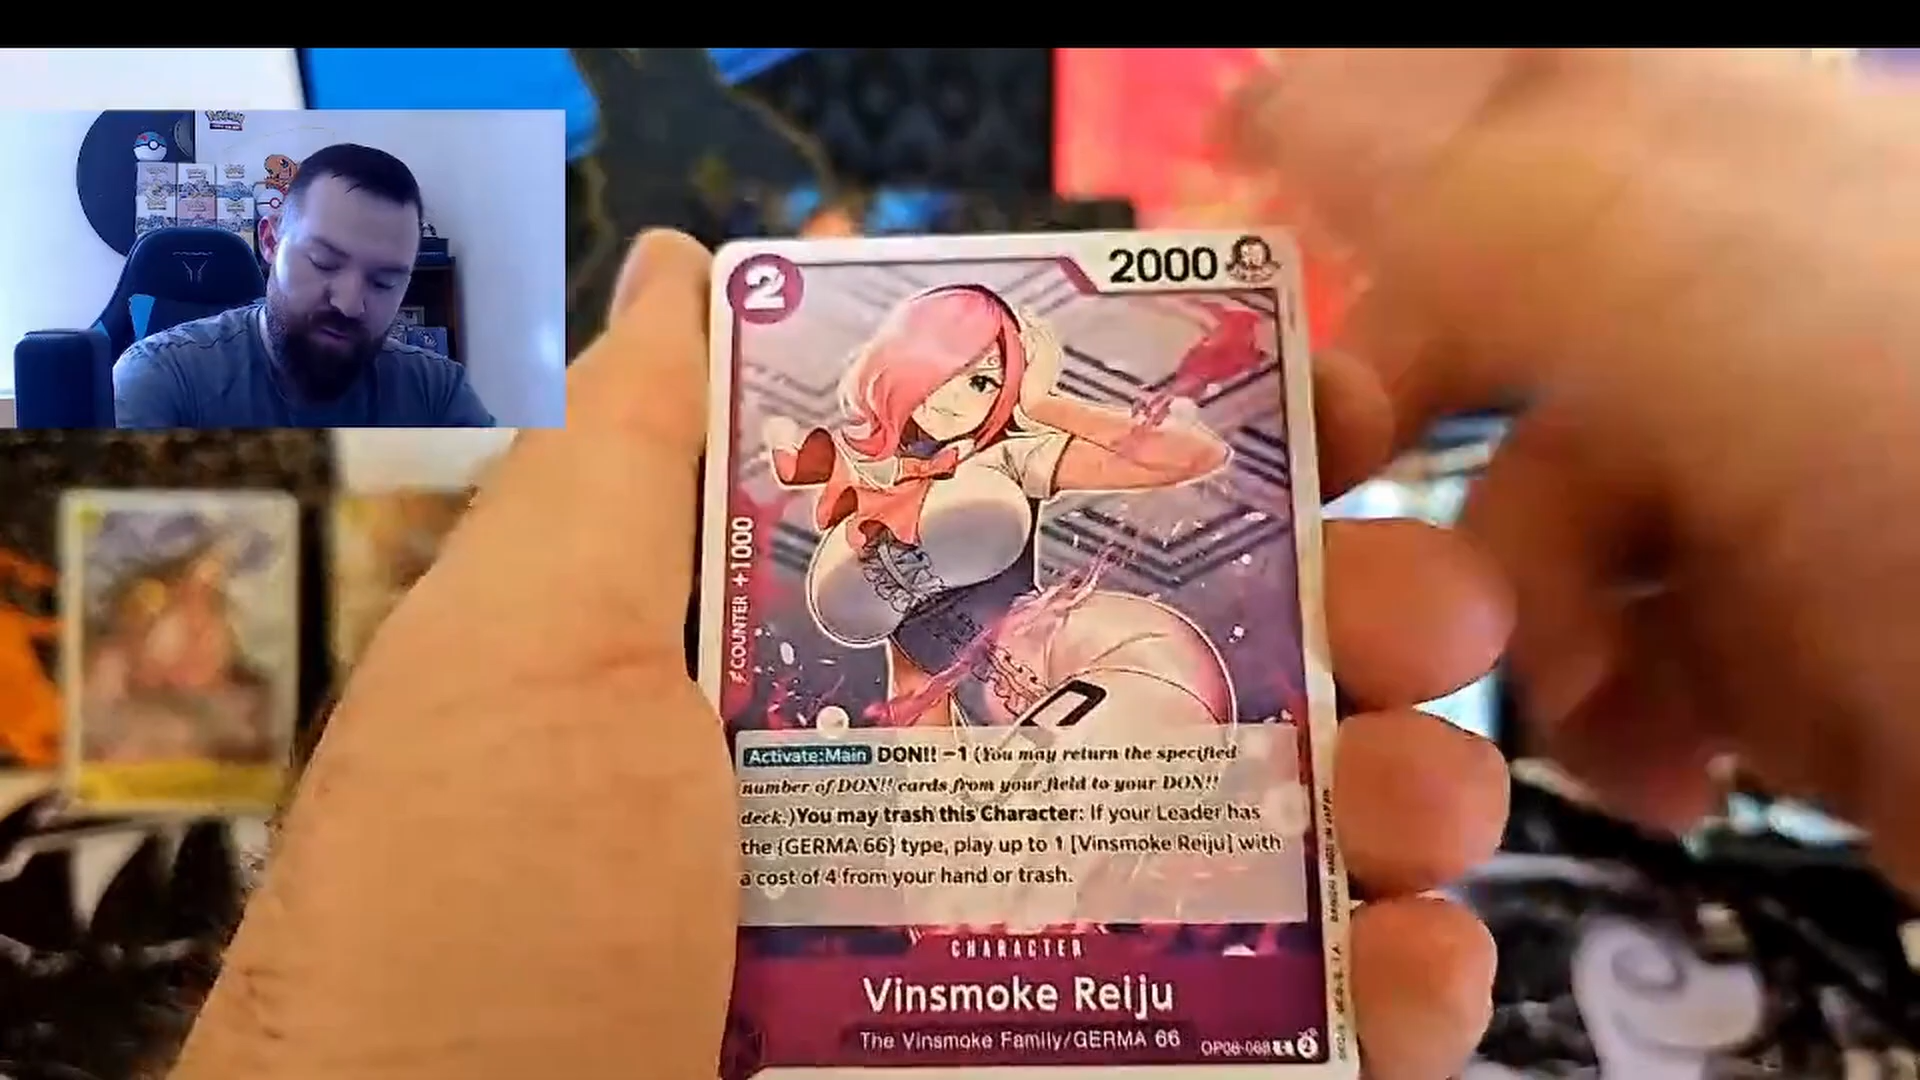 2
2000
COUNTER +1000
Activate:Main DON!! −1 (You may return the specified
number of DON!! cards from your field to your DON!!
deck.)You may trash this Character: If your Leader has
the {GERMA 66} type, play up to 1 [Vinsmoke Reiju] with
a cost of 4 from your hand or trash.
CHARACTER
Vinsmoke Reiju
The Vinsmoke Family/GERMA 66
OP06-068